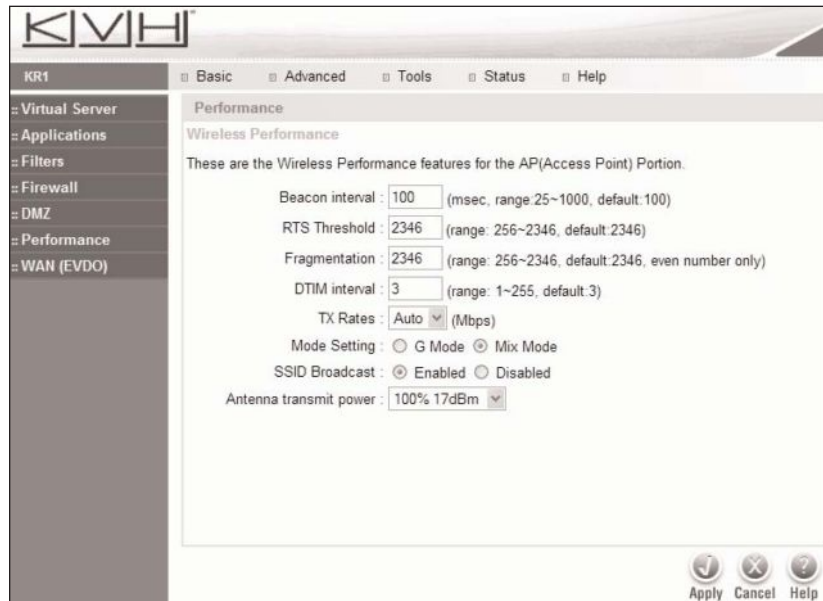 KVH
KR1
Basic Advanced Tools Status Help
:: Virtual Server
:: Applications
:: Filters
:: Firewall
:: DMZ
:: Performance
:: WAN (EVDO)
Performance
Wireless Performance
These are the Wireless Performance features for the AP(Access Point) Portion.
Beacon interval : 100 (msec, range:25~1000, default:100)
RTS Threshold : 2346 (range: 256~2346, default:2346)
Fragmentation : 2346 (range: 256~2346, default:2346, even number only)
DTIM interval : 3 (range: 1~255, default:3)
TX Rates : Auto (Mbps)
Mode Setting : G Mode Mix Mode
SSID Broadcast : Enabled Disabled
Antenna transmit power : 100% 17dBm
Apply Cancel Help